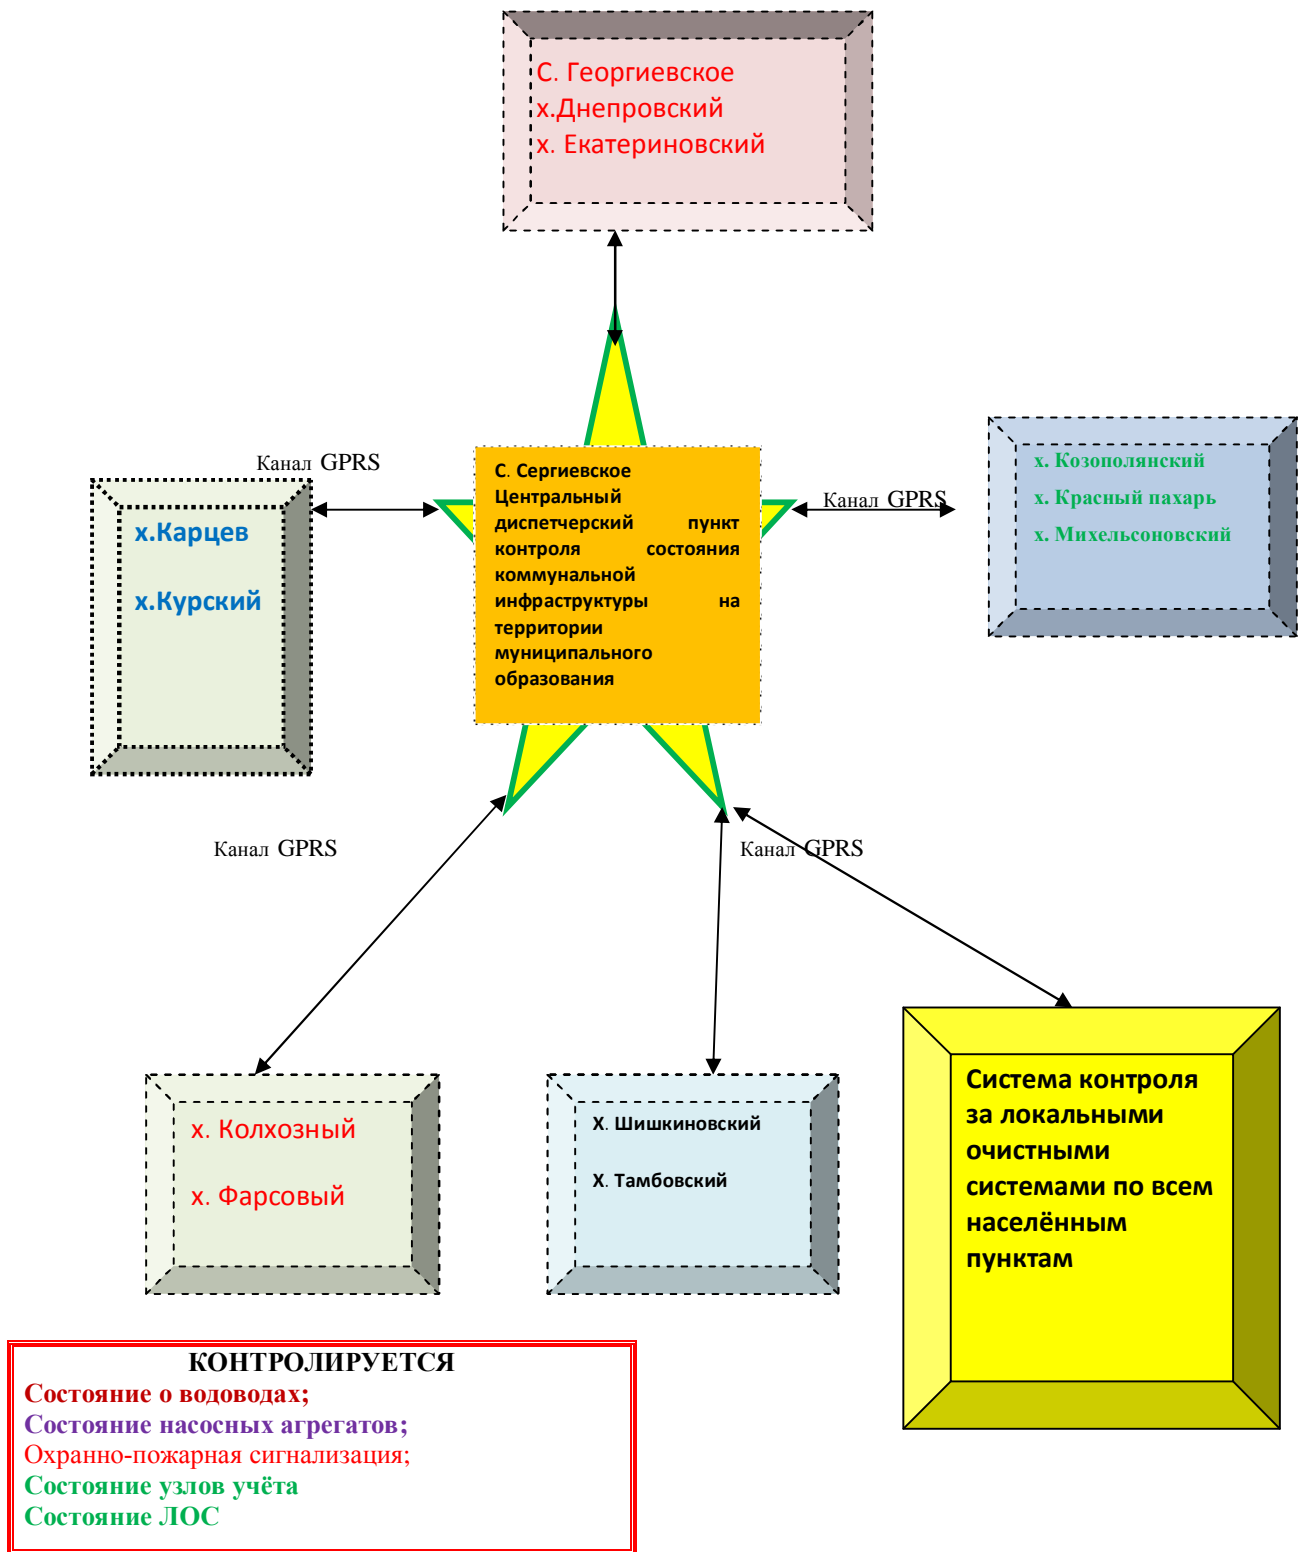 С. Георгиевское
х.Днепровский
х. Екатериновский
Канал GPRS
х.Карцев
х.Курский
С. Сергиевское
Центральный
диспетчерский пункт
контроля состояния
коммунальной
инфраструктуры на
территории
муниципального
образования
Канал GPRS
х. Козополянский
х. Красный пахарь
х. Михельсоновский
Канал GPRS
Канал GPRS
х. Колхозный
х. Фарсовый
Х. Шишкиновский
Х. Тамбовский
Система контроля
за локальными
очистными
системами по всем
населённым
пунктам
КОНТРОЛИРУЕТСЯ
Состояние о водоводах;
Состояние насосных агрегатов;
Охранно-пожарная сигнализация;
Состояние узлов учёта
Состояние ЛОС